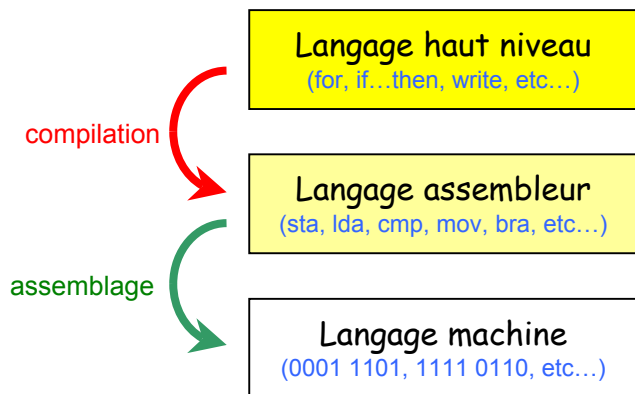 Langage haut niveau
(for, if…then, write, etc…)
compilation
Langage assembleur
(sta, lda, cmp, mov, bra, etc…)
assemblage
Langage machine
(0001 1101, 1111 0110, etc…)